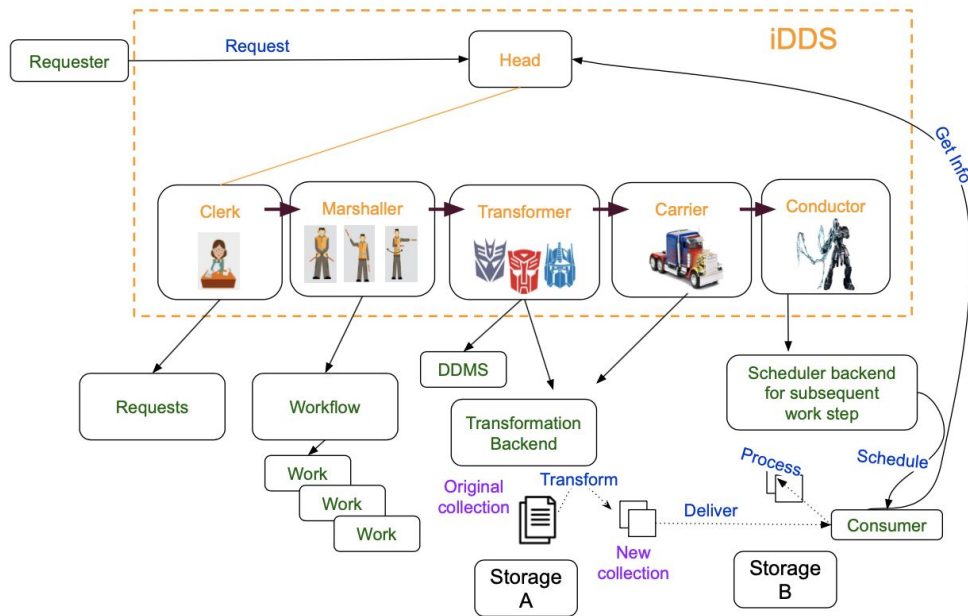 iDDS
Request
Requester
Head
Get Info
Clerk
Marshaller
Transformer
Carrier
Conductor
DDMS
Scheduler backend
for subsequent
work step
Requests
Workflow
Transformation
Backend
Work
Work
Work
Original
collection
Transform
Process
Schedule
Deliver
Consumer
New
collection
Storage
A
Storage
B